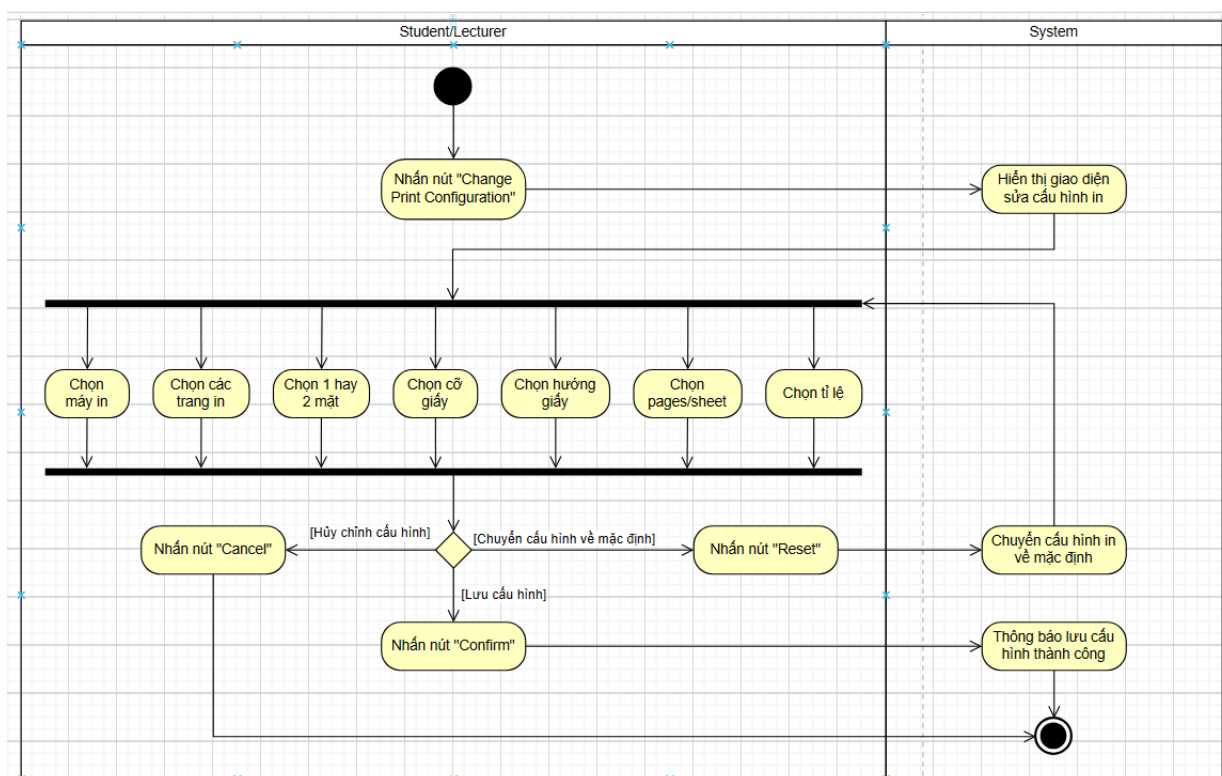 Student/Lecturer
System
Nhấn nút "Change
Print Configuration"
Hiển thị giao diện
sửa cấu hình in
Chọn
máy in
Chọn các
trang in
Chọn 1 hay
2 mặt
Chọn cỡ
giấy
Chọn hướng
giấy
Chọn
pages/sheet
Chọn tỉ lệ
[Hủy chỉnh cấu hình]
[Chuyển cấu hình về mặc định]
Nhấn nút "Cancel"
Nhấn nút "Reset"
Chuyển cấu hình in
về mặc định
[Lưu cấu hình]
Nhấn nút "Confirm"
Thông báo lưu cấu
hình thành công